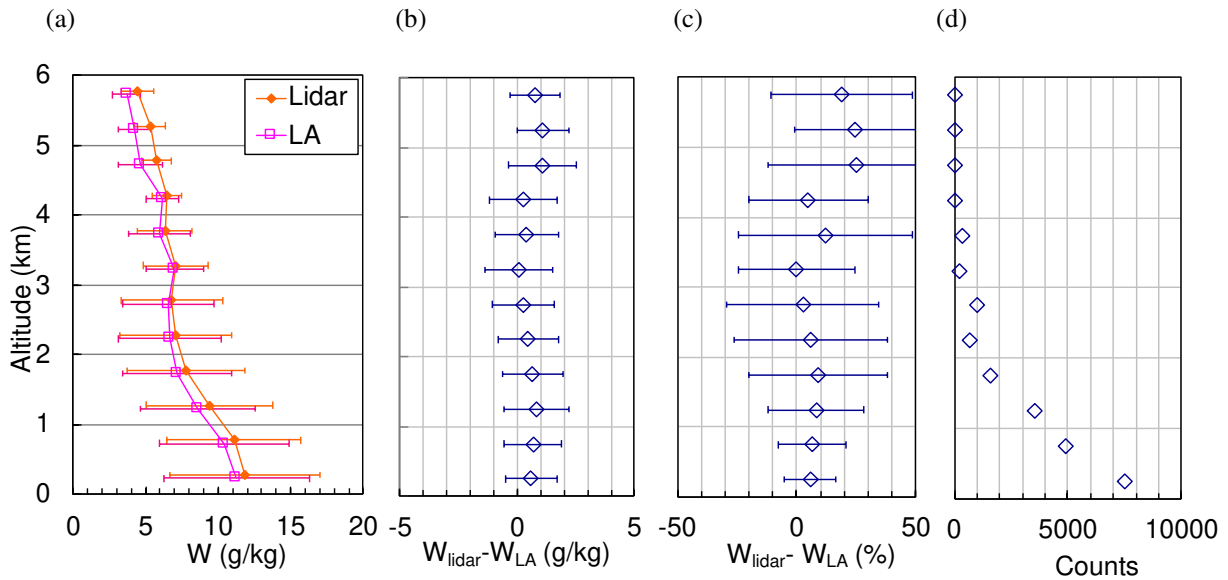 (a)
(b)
(c)
(d)
6
5
4
3
2
1
0
Altitude (km)
Lidar
LA
0 5 10 15 20
W (g/kg)
-5 0 5
Wlidar-WLA (g/kg)
-50 0 50
Wlidar- WLA (%)
0 5000 10000
Counts